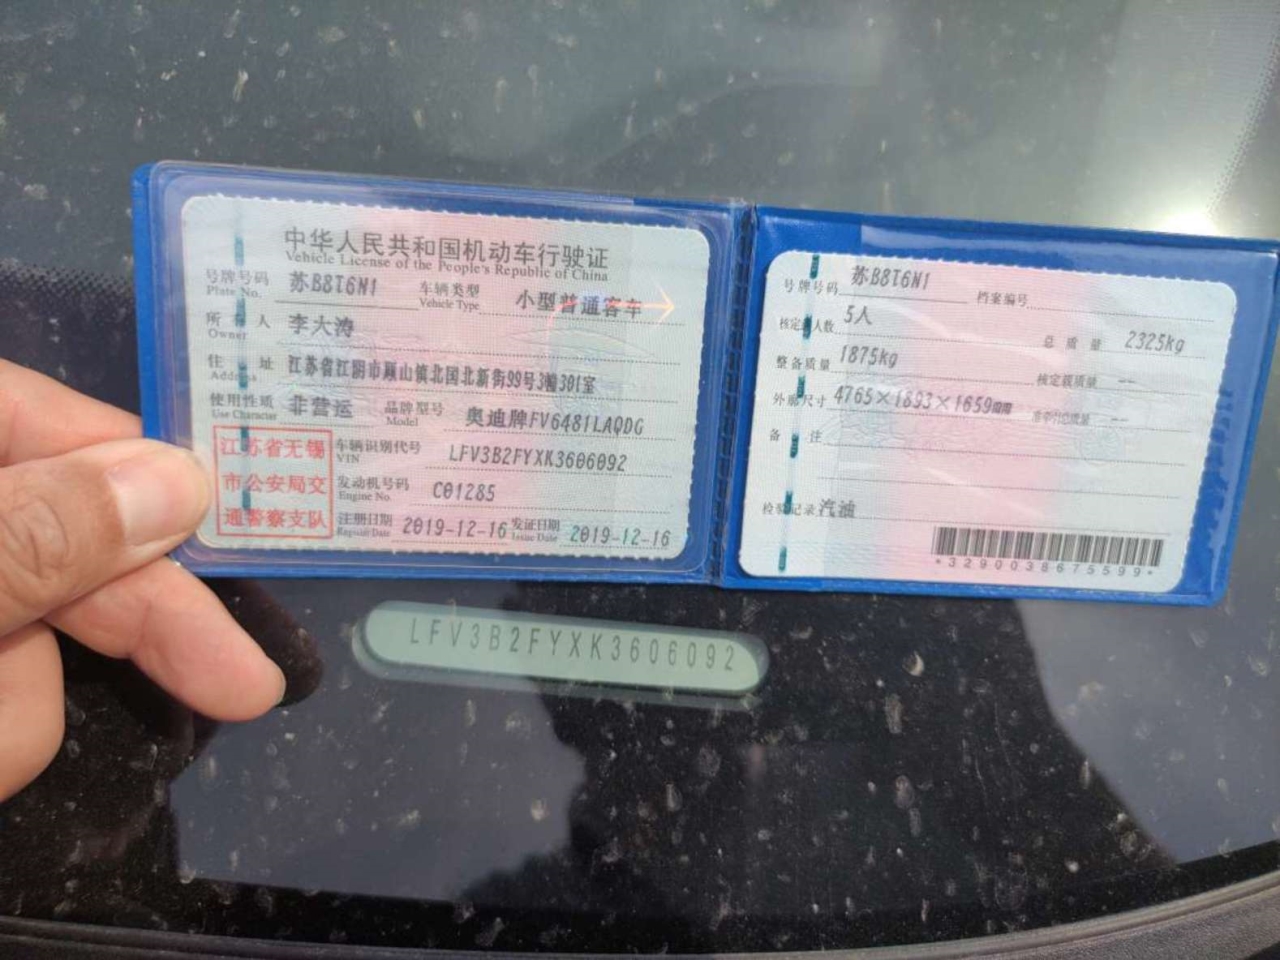 中华人民共和国机动车行驶证
Vehicle License of the People's Republic of China
号牌号码 苏B8T6N1 车辆类型 小型普通客车
Plate No. Vehicle Type
所有人 李大涛
Owner
住址 江苏省江阴市顾山镇北国北新街99号3幢301室
Address
使用性质 非营运 品牌型号 奥迪牌FV6481LAQDG
Use Character Model
江苏省无锡
市公安局交
通警察支队
车辆识别代号 LFV3B2FYXK3606092
VIN
发动机号码 C01285
Engine No.
注册日期 2019-12-16 发证日期 2019-12-16
Register Date Issue Date
号牌号码 苏B8T6N1 档案编号
核定载人数 5人 总质量 2325kg
整备质量 1875kg 核定载质量 --
外廓尺寸 4765×1893×1659mm 准牵引总质量 --
备注
检验记录 汽油
*3290038675599*
LFV3B2FYXK3606092